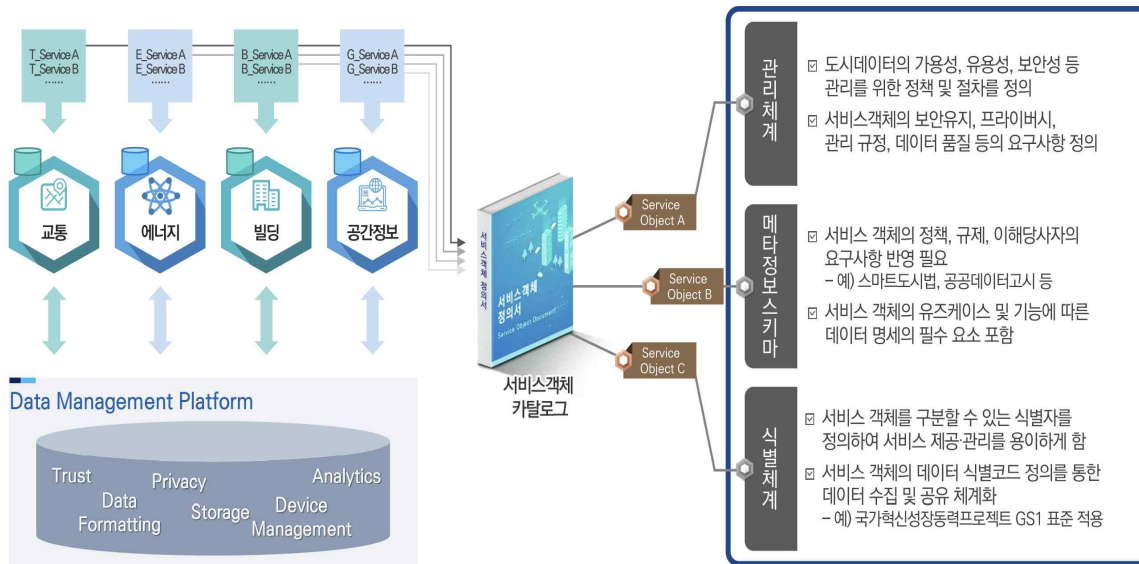 T_Service A
T_Service B
......
E_Service A
E_Service B
......
B_Service A
B_Service B
......
G_Service A
G_Service B
......
교통
에너지
빌딩
공간정보
Data Management Platform
Trust
Privacy
Analytics
Data
Formatting
Storage
Device
Management
서비스객체 정의서
서비스객체
정의서
Service Object Document
서비스객체
카탈로그
Service
Object A
Service
Object B
Service
Object C
관리체계
도시데이터의 가용성, 유용성, 보안성 등
관리를 위한 정책 및 절차를 정의
서비스객체의 보안유지, 프라이버시,
관리 규정, 데이터 품질 등의 요구사항 정의
메타정보스키마
서비스 객체의 정책, 규제, 이해당사자의
요구사항 반영 필요
– 예) 스마트도시법, 공공데이터고시 등
서비스 객체의 유즈케이스 및 기능에 따른
데이터 명세의 필수 요소 포함
식별체계
서비스 객체를 구분할 수 있는 식별자를
정의하여 서비스 제공·관리를 용이하게 함
서비스 객체의 데이터 식별코드 정의를 통한
데이터 수집 및 공유 체계화
– 예) 국가혁신성장동력프로젝트 GS1 표준 적용